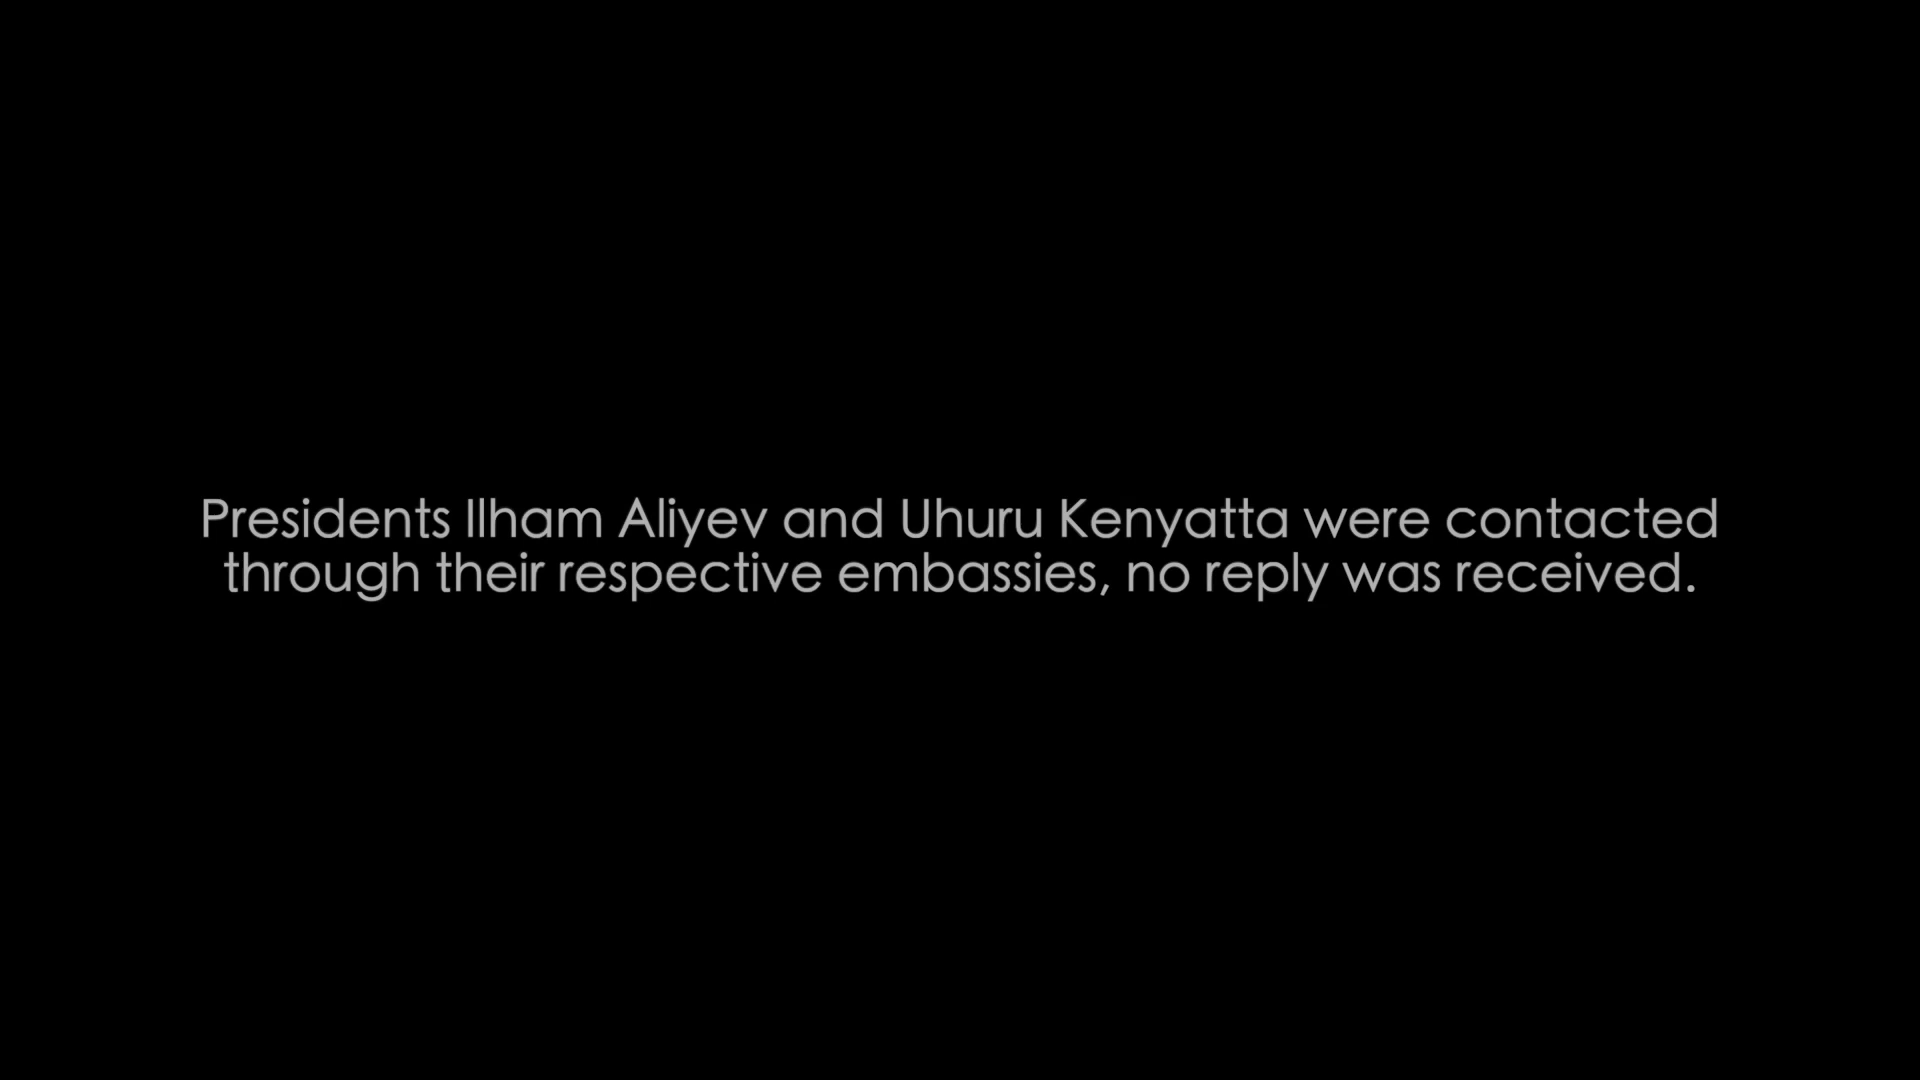 Presidents Ilham Aliyev and Uhuru Kenyatta were contacted
through their respective embassies, no reply was received.